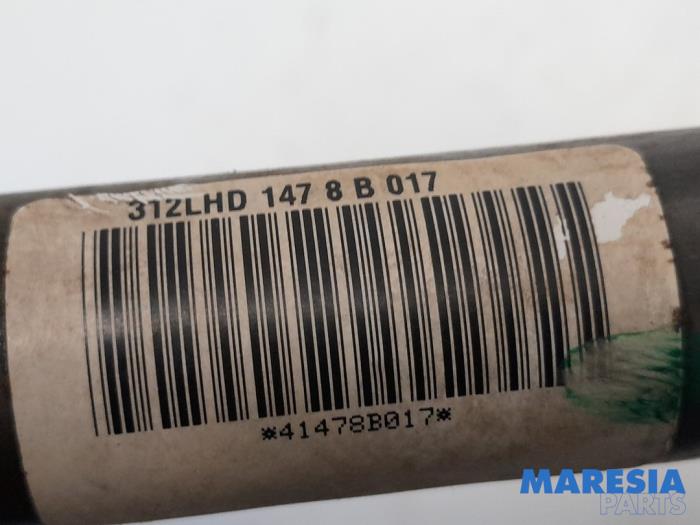 312LHD 147 8 B 017
*41478B017*
MARESIA
PARTS